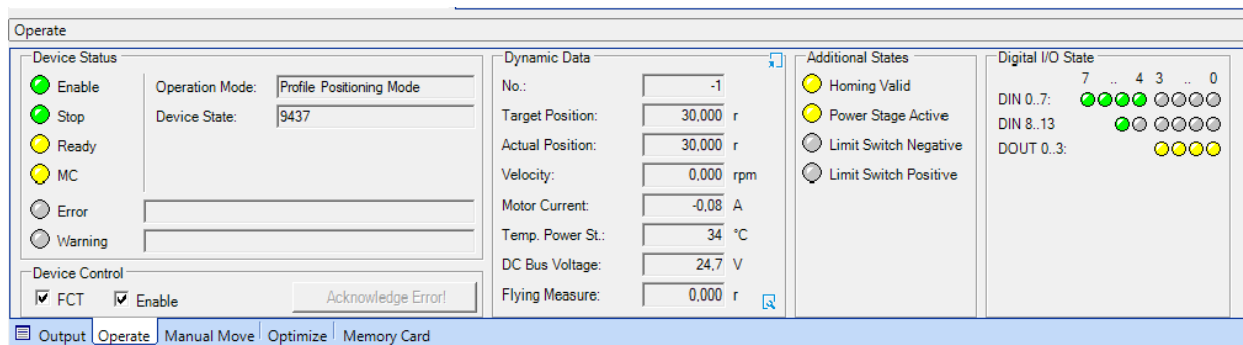 Operate
Device Status
Enable
Stop
Ready
MC
Error
Warning
Operation Mode: Profile Positioning Mode
Device State: 9437
Device Control
FCT Enable Acknowledge Error!
Dynamic Data
No.: -1
Target Position: 30,000 r
Actual Position: 30,000 r
Velocity: 0,000 rpm
Motor Current: -0,08 A
Temp. Power St.: 34 °C
DC Bus Voltage: 24,7 V
Flying Measure: 0,000 r
Additional States
Homing Valid
Power Stage Active
Limit Switch Negative
Limit Switch Positive
Digital I/O State
7 .. 4 3 .. 0
DIN 0..7:
DIN 8..13
DOUT 0..3:
Output Operate Manual Move Optimize Memory Card